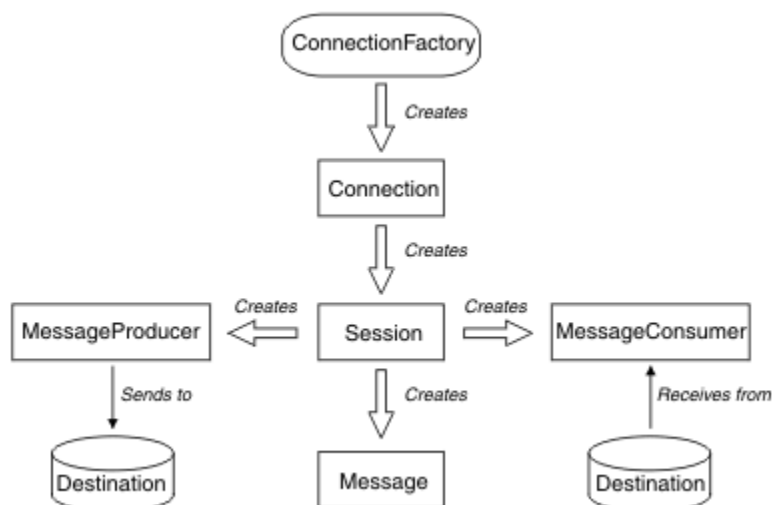 ConnectionFactory
Creates
Connection
Creates
Creates
Creates
MessageProducer
Session
MessageConsumer
Sends to
Creates
Receives from
Destination
Message
Destination